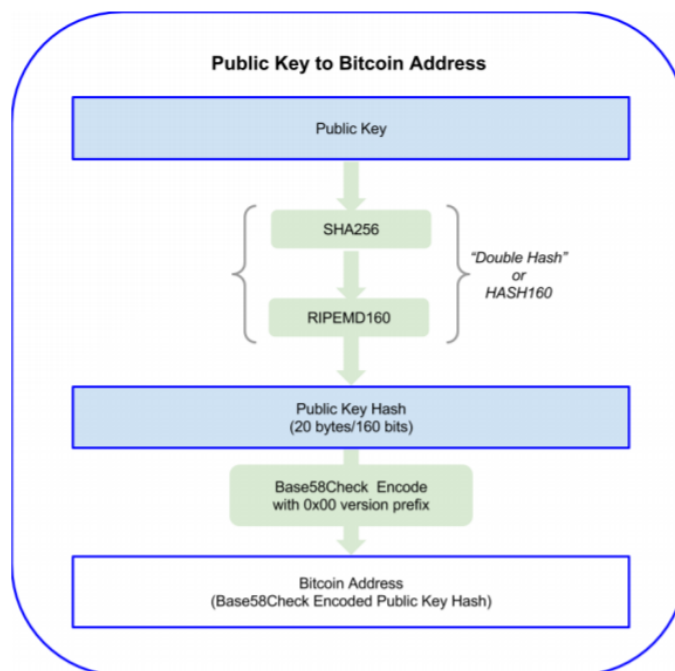 Public Key to Bitcoin Address
Public Key
SHA256
“Double Hash”
or
HASH160
RIPEMD160
Public Key Hash
(20 bytes/160 bits)
Base58Check Encode
with 0x00 version prefix
Bitcoin Address
(Base58Check Encoded Public Key Hash)